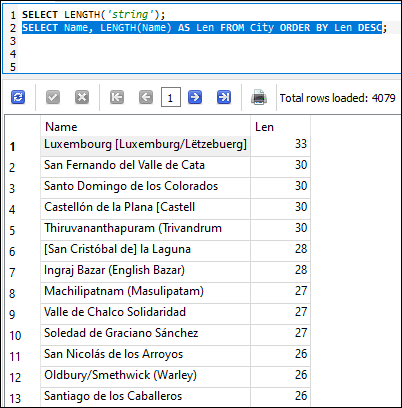 1 SELECT LENGTH('string');
2 SELECT Name, LENGTH(Name) AS Len FROM City ORDER BY Len DESC;
3
4
5
1 Total rows loaded: 4079
Name Len
1 Luxembourg [Luxemburg/Lëtzebuerg] 33
2 San Fernando del Valle de Cata 30
3 Santo Domingo de los Colorados 30
4 Castellón de la Plana [Castell 30
5 Thiruvananthapuram (Trivandrum 30
6 [San Cristóbal de] la Laguna 28
7 Ingraj Bazar (English Bazar) 28
8 Machilipatnam (Masulipatam) 27
9 Valle de Chalco Solidaridad 27
10 Soledad de Graciano Sánchez 27
11 San Nicolás de los Arroyos 26
12 Oldbury/Smethwick (Warley) 26
13 Santiago de los Caballeros 26